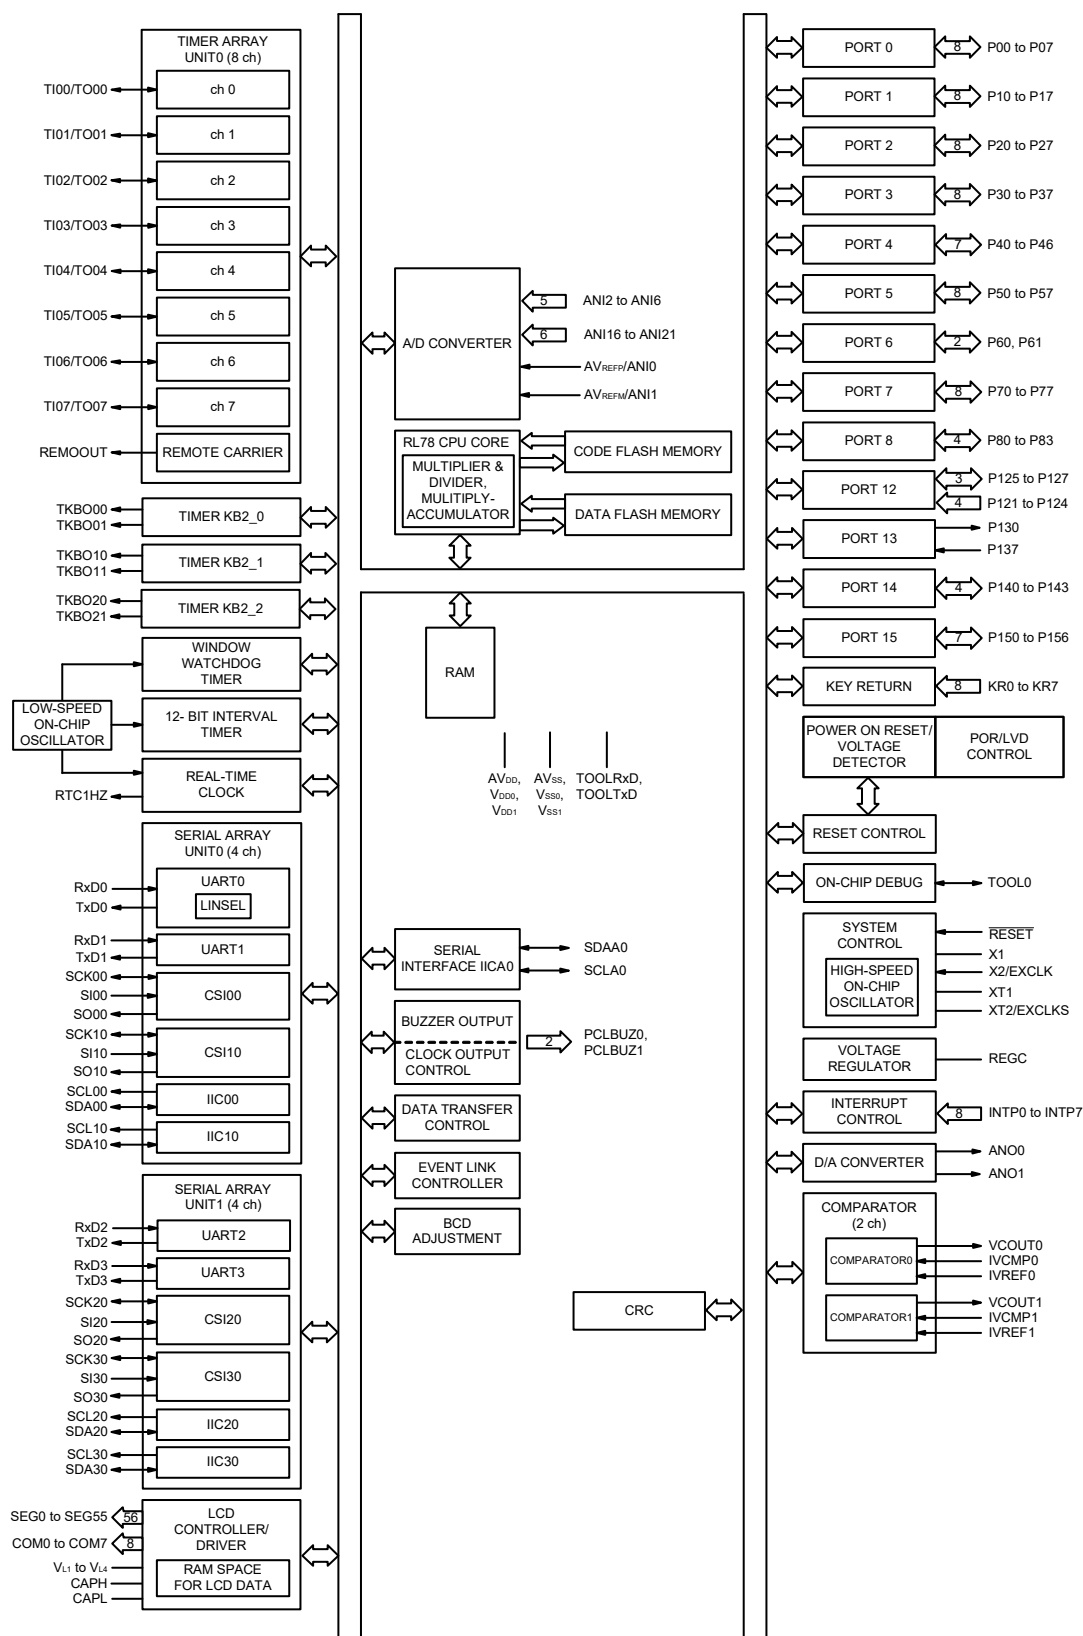 TIMER ARRAY
UNIT0 (8 ch)
TI00/TO00
ch 0
TI01/TO01
ch 1
TI02/TO02
ch 2
TI03/TO03
ch 3
TI04/TO04
ch 4
TI05/TO05
ch 5
TI06/TO06
ch 6
TI07/TO07
ch 7
REMOOUT
REMOTE CARRIER
TKBO00
TKBO01
TIMER KB2_0
TKBO10
TKBO11
TIMER KB2_1
TKBO20
TKBO21
TIMER KB2_2
WINDOW
WATCHDOG
TIMER
LOW-SPEED
ON-CHIP
OSCILLATOR
12- BIT INTERVAL
TIMER
REAL-TIME
CLOCK
RTC1HZ
SERIAL ARRAY
UNIT0 (4 ch)
RxD0
TxD0
UART0
LINSEL
RxD1
TxD1
UART1
SCK00
SI00
SO00
CSI00
SCK10
SI10
SO10
CSI10
SCL00
SDA00
IIC00
SCL10
SDA10
IIC10
SERIAL ARRAY
UNIT1 (4 ch)
RxD2
TxD2
UART2
RxD3
TxD3
UART3
SCK20
SI20
SO20
CSI20
SCK30
SI30
SO30
CSI30
SCL20
SDA20
IIC20
SCL30
SDA30
IIC30
SEG0 to SEG55
56
COM0 to COM7
8
VL1 to VL4
CAPH
CAPL
LCD
CONTROLLER/
DRIVER
RAM SPACE
FOR LCD DATA
A/D CONVERTER
5
ANI2 to ANI6
6
ANI16 to ANI21
AVREFP/ANI0
AVREFM/ANI1
RL78 CPU CORE
MULTIPLIER &
DIVIDER,
MULTIPLY-
ACCUMULATOR
CODE FLASH MEMORY
DATA FLASH MEMORY
RAM
AVDD,
VDD0,
VDD1
AVSS,
VSS0,
VSS1
TOOLRxD,
TOOLTxD
SERIAL
INTERFACE IICA0
SDAA0
SCLA0
BUZZER OUTPUT
CLOCK OUTPUT
CONTROL
2
PCLBUZ0,
PCLBUZ1
DATA TRANSFER
CONTROL
EVENT LINK
CONTROLLER
BCD
ADJUSTMENT
CRC
PORT 0
8
P00 to P07
PORT 1
8
P10 to P17
PORT 2
8
P20 to P27
PORT 3
8
P30 to P37
PORT 4
7
P40 to P46
PORT 5
8
P50 to P57
PORT 6
2
P60, P61
PORT 7
8
P70 to P77
PORT 8
4
P80 to P83
PORT 12
3
P125 to P127
4
P121 to P124
PORT 13
P130
P137
PORT 14
4
P140 to P143
PORT 15
7
P150 to P156
KEY RETURN
8
KR0 to KR7
POWER ON RESET/
VOLTAGE
DETECTOR
POR/LVD
CONTROL
RESET CONTROL
ON-CHIP DEBUG
TOOL0
SYSTEM
CONTROL
HIGH-SPEED
ON-CHIP
OSCILLATOR
RESET
X1
X2/EXCLK
XT1
XT2/EXCLKS
VOLTAGE
REGULATOR
REGC
INTERRUPT
CONTROL
8
INTP0 to INTP7
D/A CONVERTER
ANO0
ANO1
COMPARATOR
(2 ch)
COMPARATOR0
VCOUT0
IVCMP0
IVREF0
COMPARATOR1
VCOUT1
IVCMP1
IVREF1